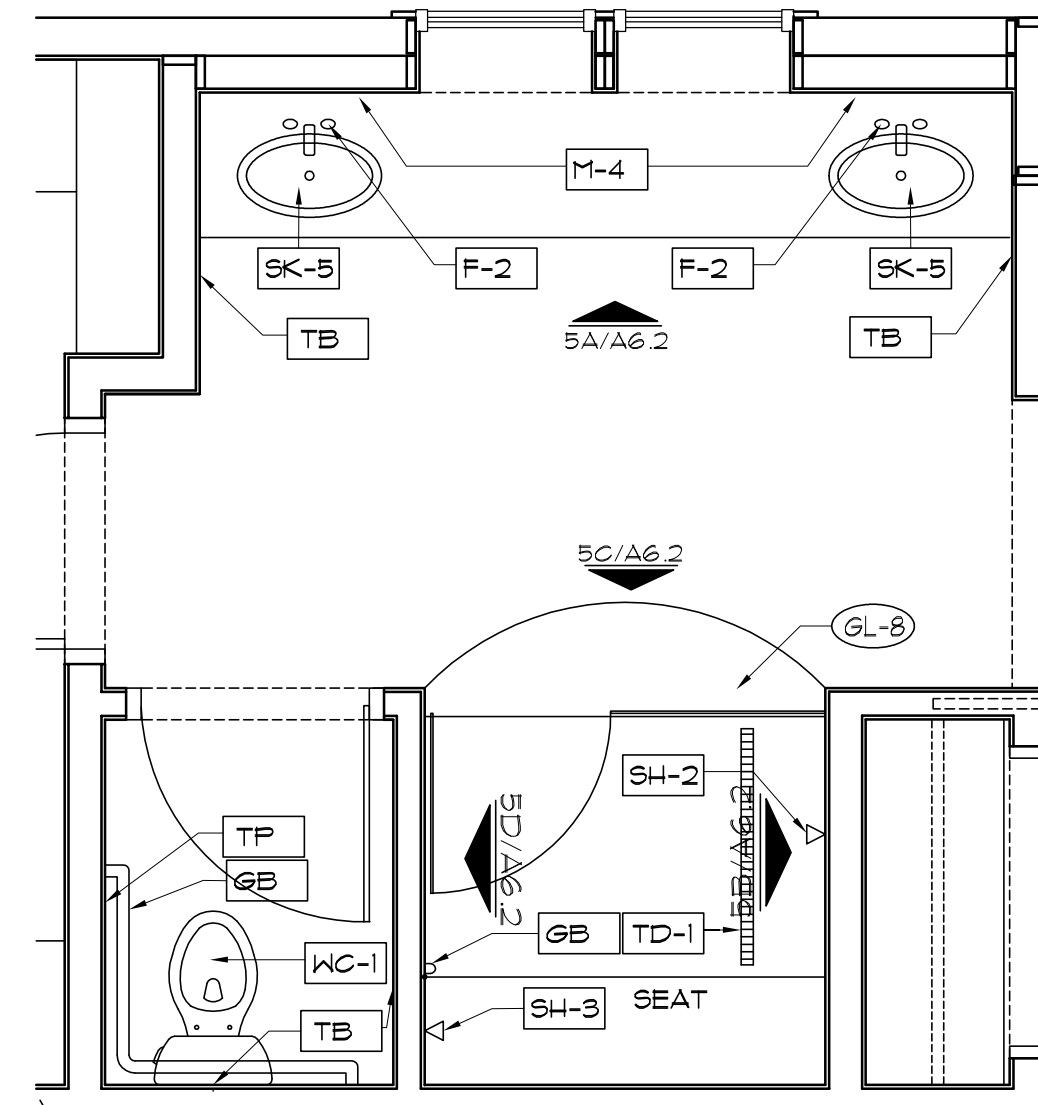 M-4
SK-5
F-2
F-2
SK-5
TB
5A/A6.2
TB
5C/A6.2
GL-8
SH-2
5D/A6.2
5B/A6.2
TP
GB
GB
TD-1
WC-1
SEAT
SH-3
TB